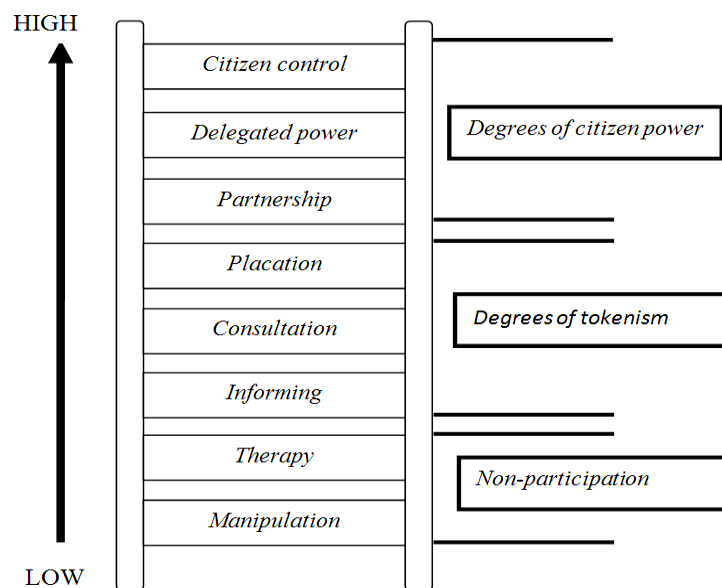 HIGH
Citizen control
Delegated power
Degrees of citizen power
Partnership
Placation
Degrees of tokenism
Consultation
Informing
Therapy
Non-participation
Manipulation
LOW